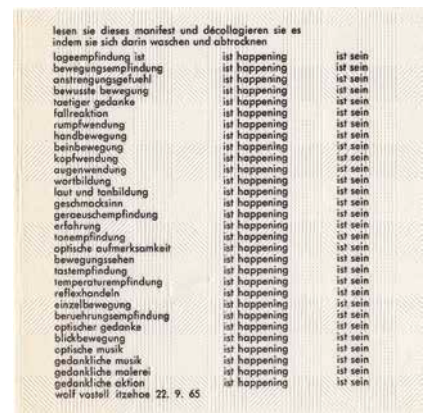 lesen sie dieses manifest und décollagieren sie es
indem sie sich darin waschen und abtrocknen
lageempfindung ist ist happening ist sein
bewegungsempfindung ist happening ist sein
anstrengungsgefuehl ist happening ist sein
bewusste bewegung ist happening ist sein
taetiger gedanke ist happening ist sein
fallreaktion ist happening ist sein
rumpfwendung ist happening ist sein
handbewegung ist happening ist sein
beinbewegung ist happening ist sein
kopfwendung ist happening ist sein
augenwendung ist happening ist sein
wortbildung ist happening ist sein
laut und tonbildung ist happening ist sein
geschmacksinn ist happening ist sein
geraeuschempfindung ist happening ist sein
erfahrung ist happening ist sein
tonempfindung ist happening ist sein
optische aufmerksamkeit ist happening ist sein
bewegungssehen ist happening ist sein
tastempfindung ist happening ist sein
temperaturempfindung ist happening ist sein
reflexhandeln ist happening ist sein
einzelbewegung ist happening ist sein
beruehrungsempfindung ist happening ist sein
optischer gedanke ist happening ist sein
blickbewegung ist happening ist sein
optische musik ist happening ist sein
gedankliche musik ist happening ist sein
gedankliche malerei ist happening ist sein
gedankliche aktion ist happening ist sein
wolf vostell itzehoe 22. 9. 65